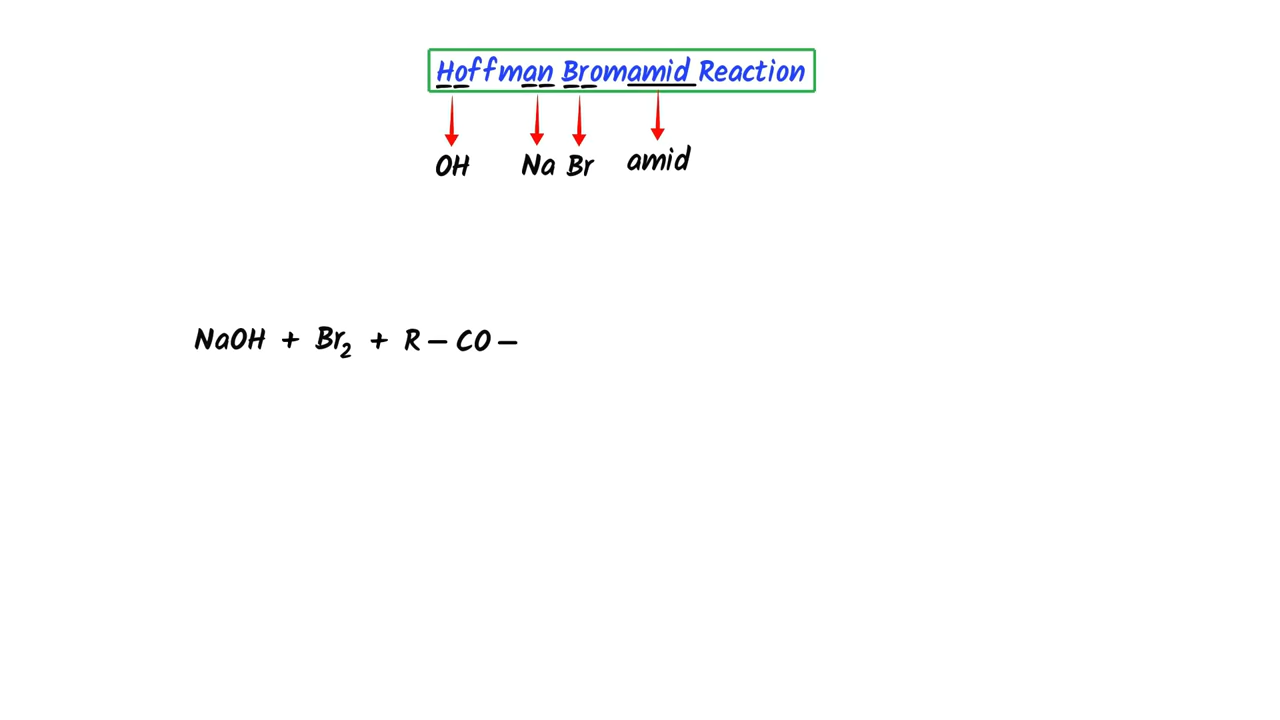 Hoffman Bromamid Reaction
OH Na Br amid
NaOH + Br₂ + R – CO –